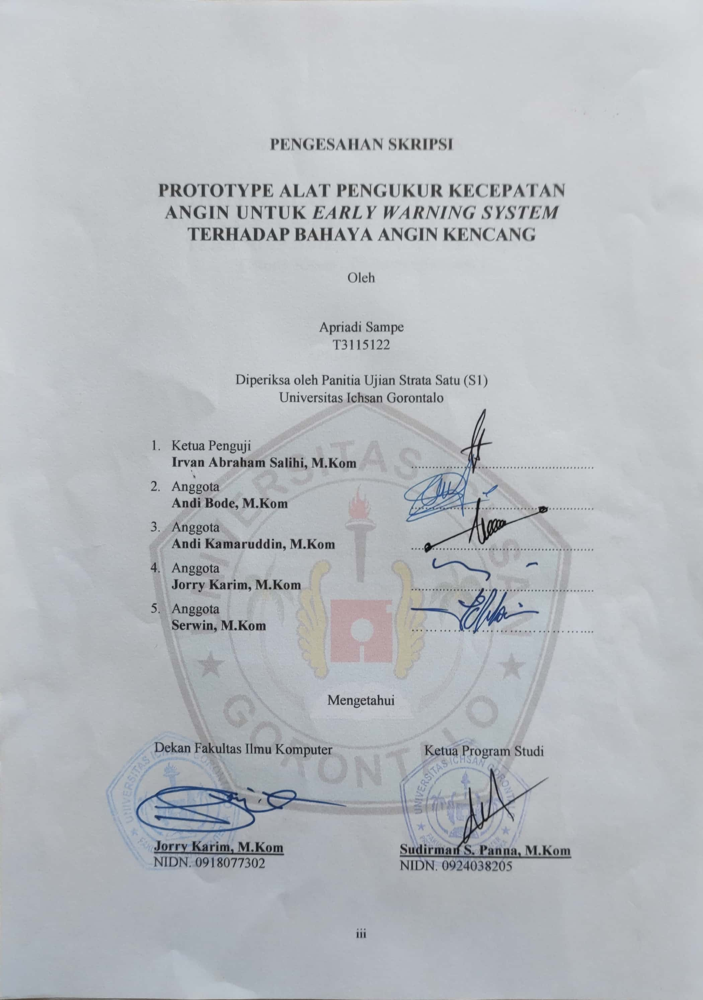 PENGESAHAN SKRIPSI
PROTOTYPE ALAT PENGUKUR KECEPATAN
ANGIN UNTUK EARLY WARNING SYSTEM
TERHADAP BAHAYA ANGIN KENCANG
Oleh
Apriadi Sampe
T3115122
Diperiksa oleh Panitia Ujian Strata Satu (S1)
Universitas Ichsan Gorontalo
1. Ketua Penguji
Irvan Abraham Salihi, M.Kom
2. Anggota
Andi Bode, M.Kom
3. Anggota
Andi Kamaruddin, M.Kom
4. Anggota
Jorry Karim, M.Kom
5. Anggota
Serwin, M.Kom
Mengetahui
Dekan Fakultas Ilmu Komputer
Ketua Program Studi
UNIVERSITAS ICHSAN GORONTALO
Jorry Karim, M.Kom
NIDN. 0918077302
Sudirman S. Panna, M.Kom
NIDN. 0924038205
iii